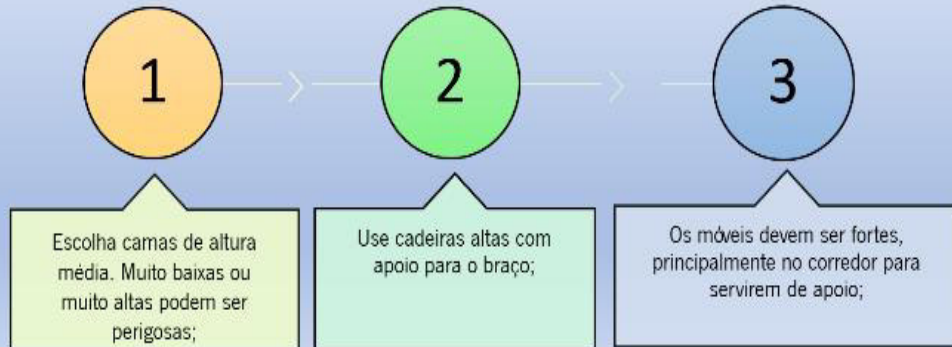 1
2
3
Escolha camas de altura
média. Muito baixas ou
muito altas podem ser
perigosas;
Use cadeiras altas com
apoio para o braço;
Os móveis devem ser fortes,
principalmente no corredor para
servirem de apoio;